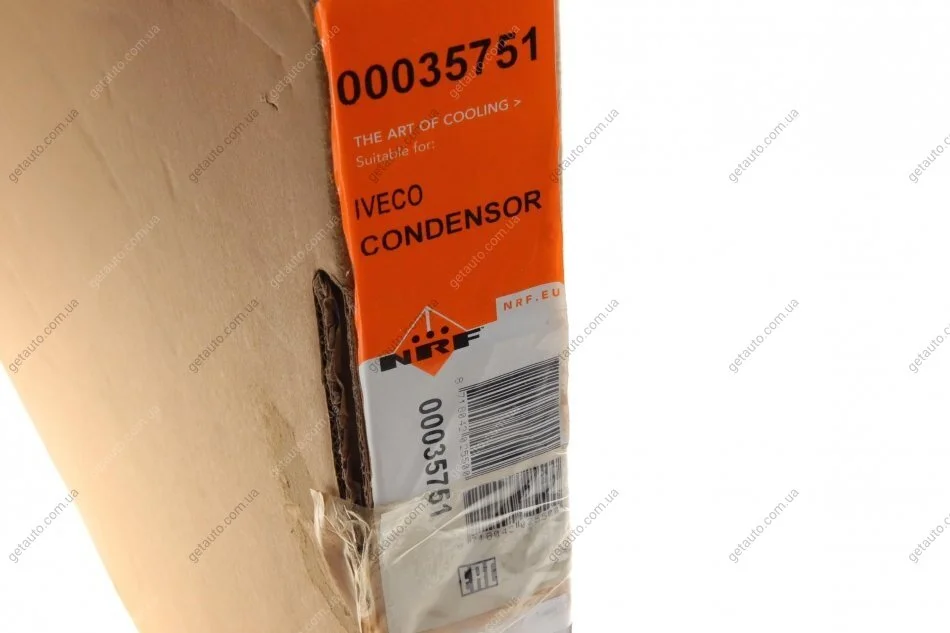 00035751
THE ART OF COOLING >
Suitable for:
IVECO
CONDENSOR
NRF.EU
NRF
00035751
EAC
getauto.com.ua